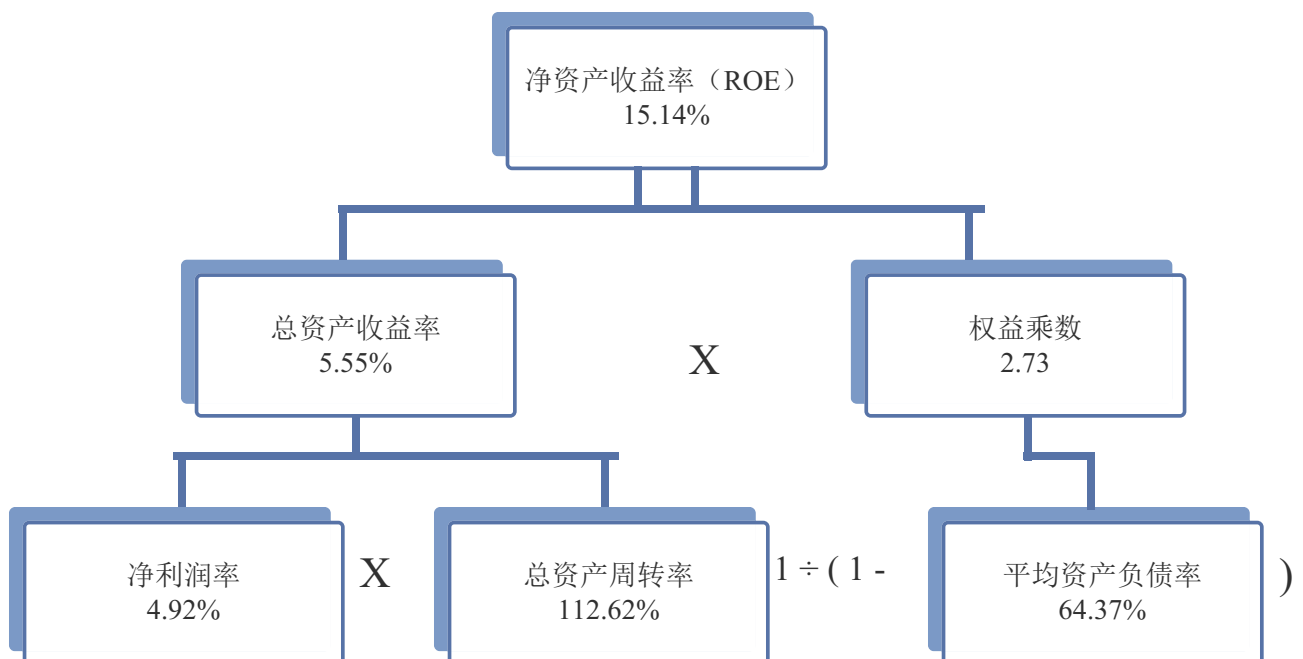 净资产收益率（ROE）
15.14%
总资产收益率
5.55%
X
权益乘数
2.73
净利润率
4.92%
X
总资产周转率
112.62%
1 ÷ ( 1 -
平均资产负债率
64.37%
)